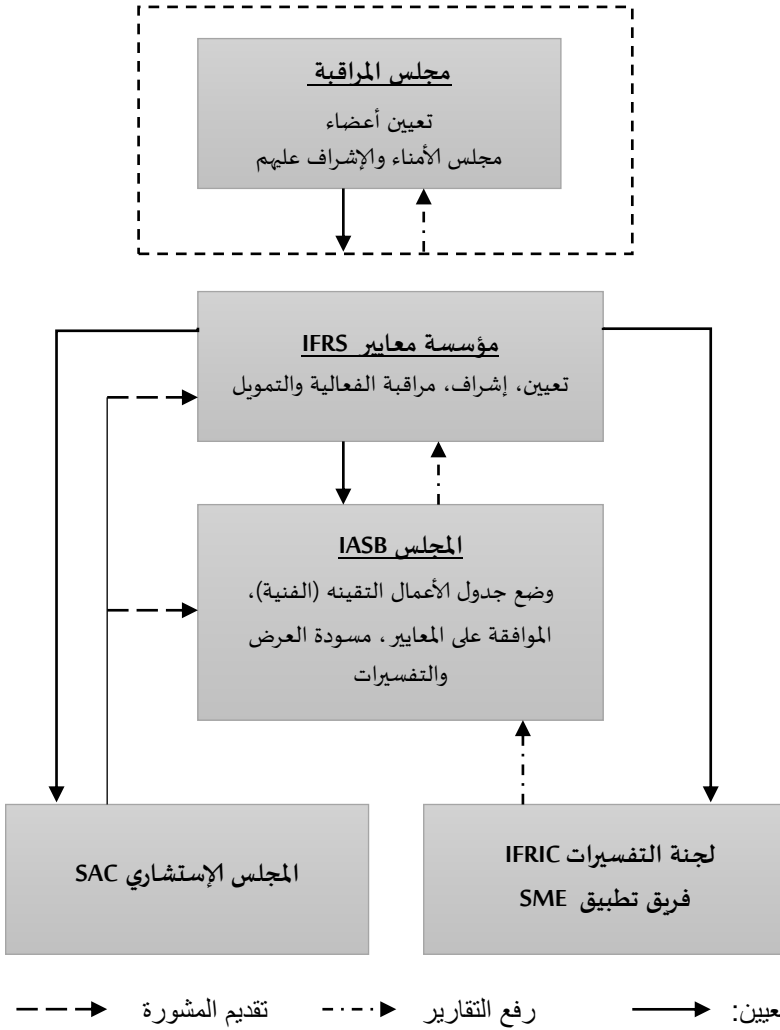 مجلس المراقبة
تعيين أعضاء
مجلس الأمناء والإشراف عليهم
مؤسسة معايير IFRS
تعيين، إشراف، مراقبة الفعالية والتمويل
المجلس IASB
وضع جدول الأعمال التقينه (الفنية)،
الموافقة على المعايير ، مسودة العرض
والتفسيرات
لجنة التفسيرات IFRIC
فريق تطبيق SME
المجلس الإستشاري SAC
عيين: رفع التقارير تقديم المشورة